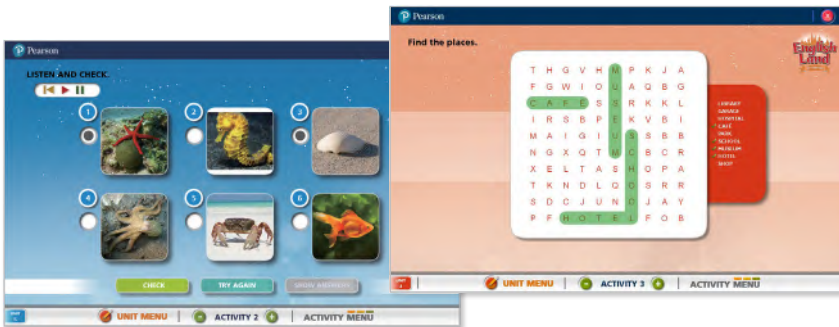 Pearson
LISTEN AND CHECK.
1
2
3
4
5
6
CHECK
TRY AGAIN
SHOW ANSWERS
UNIT MENU
ACTIVITY 2
ACTIVITY MENU
Pearson
Find the places.
English
Land
T H G V H M P K J A
F G W I O U A Q B G
C A F E S S R K K L
I R S B P E K V B I
M A I G I U S S B B
N G X Q T M C B C R
X E L T A S H O P A
T K N D L Q O S R R
S D C J U N O J A Y
P F H O T E L F O B
LIBRARY
GARAGE
HOSPITAL
CAFE
PARK
SCHOOL
MUSEUM
HOTEL
SHOP
UNIT MENU
ACTIVITY 3
ACTIVITY MENU